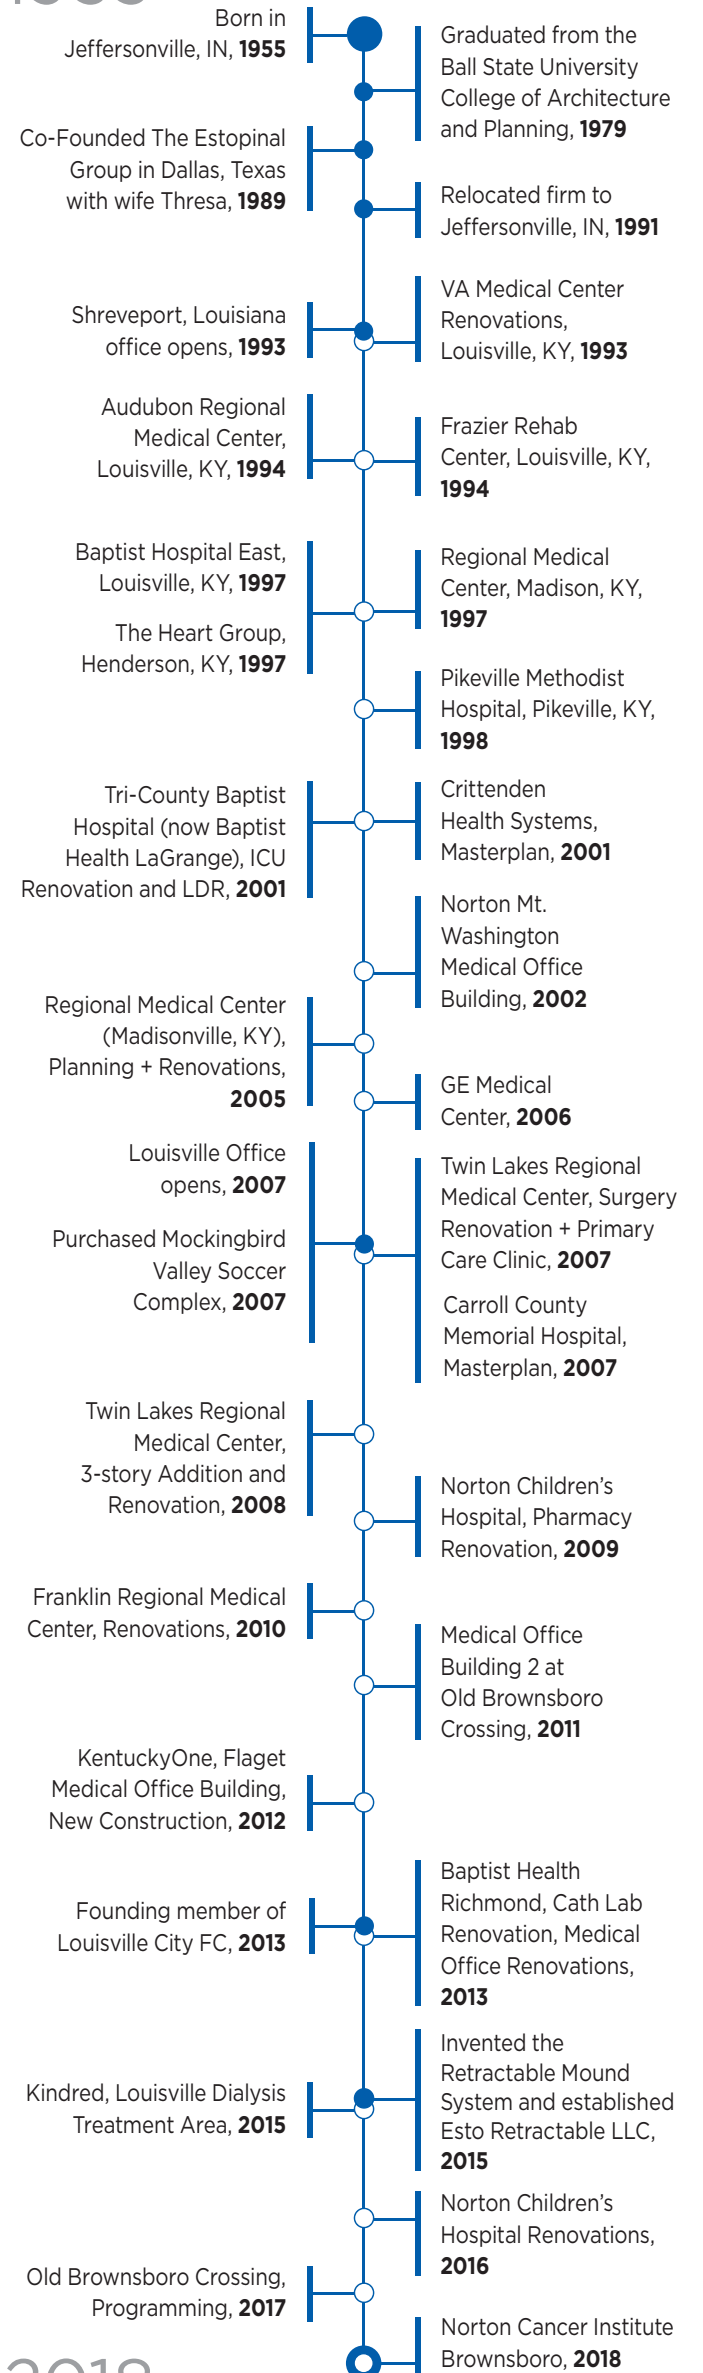 1955
Born in
Jeffersonville, IN, 1955
Graduated from the
Ball State University
College of Architecture
and Planning, 1979
Co-Founded The Estopinal
Group in Dallas, Texas
with wife Thresa, 1989
Relocated firm to
Jeffersonville, IN, 1991
Shreveport, Louisiana
office opens, 1993
VA Medical Center
Renovations,
Louisville, KY, 1993
Audubon Regional
Medical Center,
Louisville, KY, 1994
Frazier Rehab
Center, Louisville, KY,
1994
Baptist Hospital East,
Louisville, KY, 1997
The Heart Group,
Henderson, KY, 1997
Regional Medical
Center, Madison, KY,
1997
Pikeville Methodist
Hospital, Pikeville, KY,
1998
Tri-County Baptist
Hospital (now Baptist
Health LaGrange), ICU
Renovation and LDR, 2001
Crittenden
Health Systems,
Masterplan, 2001
Norton Mt.
Washington
Medical Office
Building, 2002
Regional Medical Center
(Madisonville, KY),
Planning + Renovations,
2005
GE Medical
Center, 2006
Louisville Office
opens, 2007
Purchased Mockingbird
Valley Soccer
Complex, 2007
Twin Lakes Regional
Medical Center, Surgery
Renovation + Primary
Care Clinic, 2007
Carroll County
Memorial Hospital,
Masterplan, 2007
Twin Lakes Regional
Medical Center,
3-story Addition and
Renovation, 2008
Norton Children's
Hospital, Pharmacy
Renovation, 2009
Franklin Regional Medical
Center, Renovations, 2010
Medical Office
Building 2 at
Old Brownsboro
Crossing, 2011
KentuckyOne, Flaget
Medical Office Building,
New Construction, 2012
Founding member of
Louisville City FC, 2013
Baptist Health
Richmond, Cath Lab
Renovation, Medical
Office Renovations,
2013
Invented the
Retractable Mound
System and established
Esto Retractable LLC,
2015
Kindred, Louisville Dialysis
Treatment Area, 2015
Norton Children's
Hospital Renovations,
2016
Old Brownsboro Crossing,
Programming, 2017
Norton Cancer Institute
Brownsboro, 2018
2018